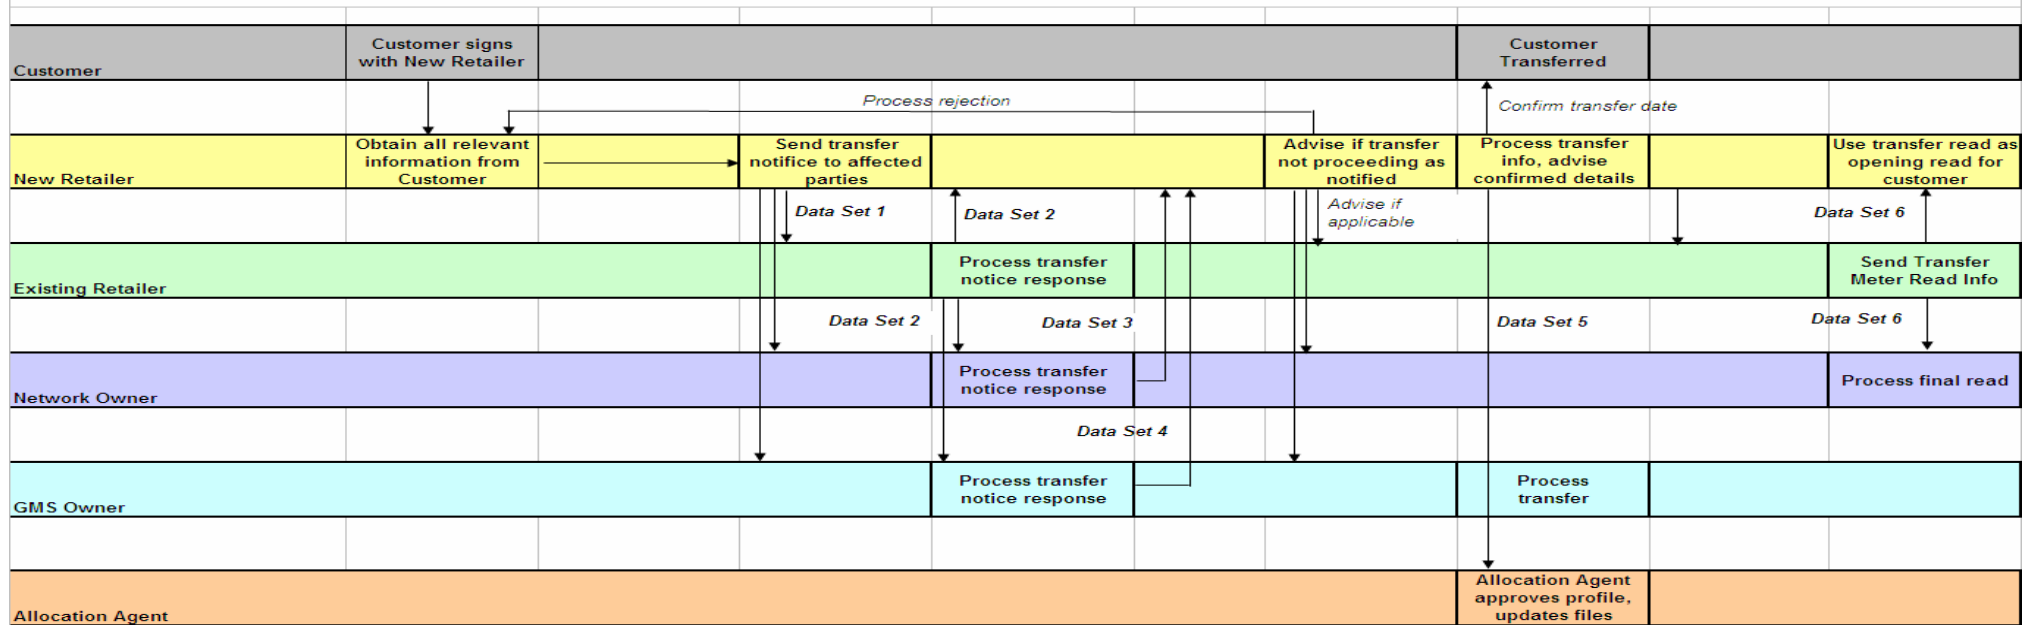 Customer signs
with New Retailer
Customer
Transferred
Customer
Process rejection
Confirm transfer date
Obtain all relevant
information from
Customer
Send transfer
notifice to affected
parties
Advise if transfer
not proceeding as
notified
Process transfer
info, advise
confirmed details
Use transfer read as
opening read for
customer
New Retailer
Data Set 1
Data Set 2
Advise if
applicable
Data Set 6
Process transfer
notice response
Send Transfer
Meter Read Info
Existing Retailer
Data Set 2
Data Set 3
Data Set 5
Data Set 6
Process transfer
notice response
Process final read
Network Owner
Data Set 4
Process transfer
notice response
Process
transfer
GMS Owner
Allocation Agent
approves profile,
updates files
Allocation Agent